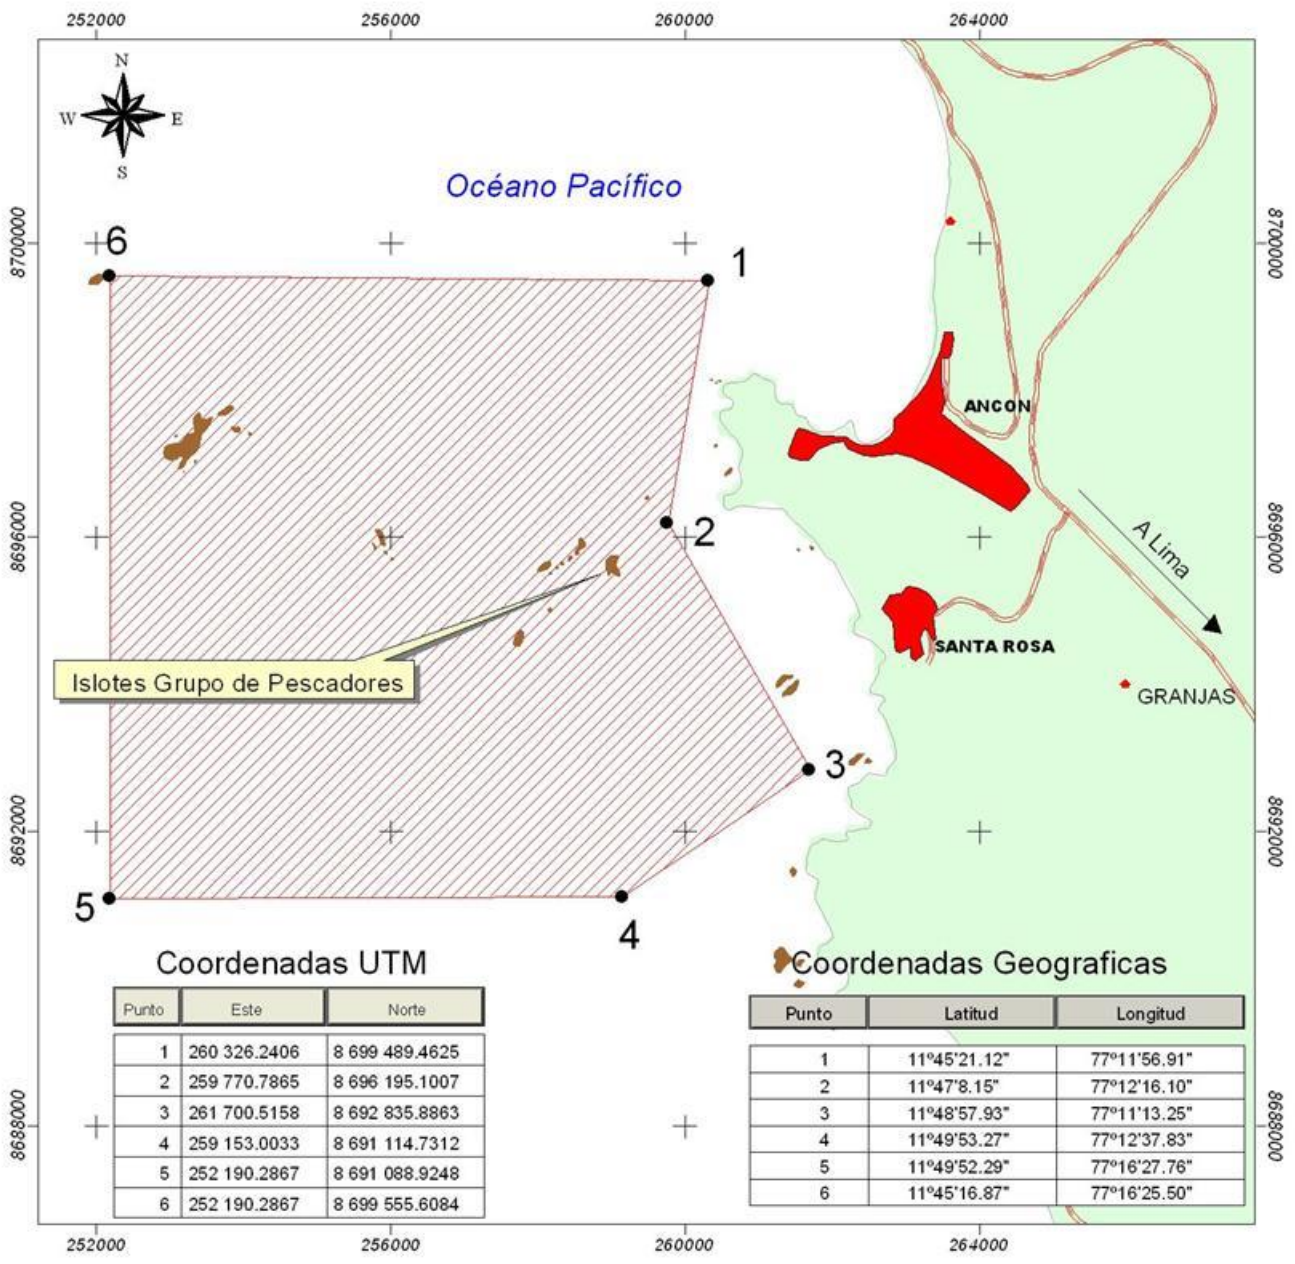 252000 256000 260000 264000
N
W E
S
Océano Pacífico
8700000 8700000
6
1
ANCON
8696000 8696000
2
A Lima
SANTA ROSA
Islotes Grupo de Pescadores
GRANJAS
3
8692000 8692000
5
4
Coordenadas UTM
Punto Este Norte
1 260 326.2406 8 699 489.4625
2 259 770.7865 8 696 195.1007
3 261 700.5158 8 692 835.8863
4 259 153.0033 8 691 114.7312
5 252 190.2867 8 691 088.9248
6 252 190.2867 8 699 555.6084
Coordenadas Geograficas
Punto Latitud Longitud
1 11º45'21.12" 77º11'56.91"
2 11º47'8.15" 77º12'16.10"
3 11º48'57.93" 77º11'13.25"
4 11º49'53.27" 77º12'37.83"
5 11º49'52.29" 77º16'27.76"
6 11º45'16.87" 77º16'25.50"
8688000 8688000
252000 256000 260000 264000